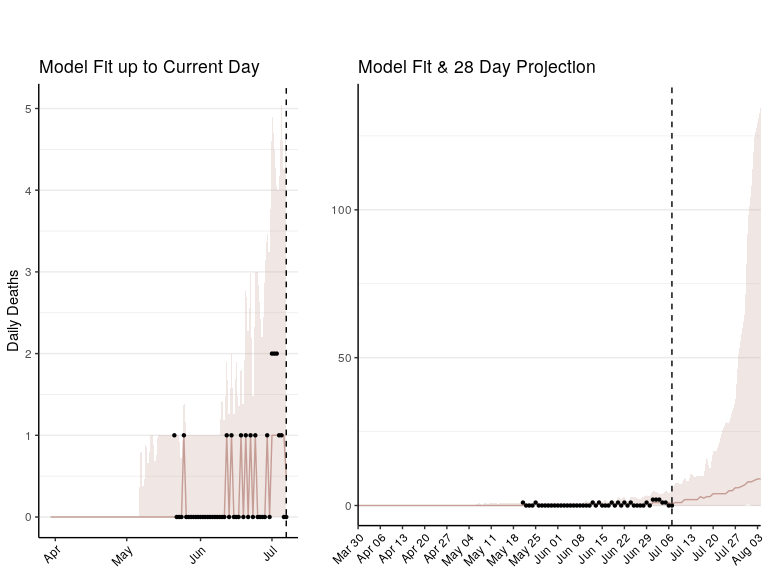 Model Fit up to Current Day
Daily Deaths
5
4
3
2
1
0
Apr
May
Jun
Jul
Model Fit & 28 Day Projection
100
50
0
Mar 30
Apr 06
Apr 13
Apr 20
Apr 27
May 04
May 11
May 18
May 25
Jun 01
Jun 08
Jun 15
Jun 22
Jun 29
Jul 06
Jul 13
Jul 20
Jul 27
Aug 03